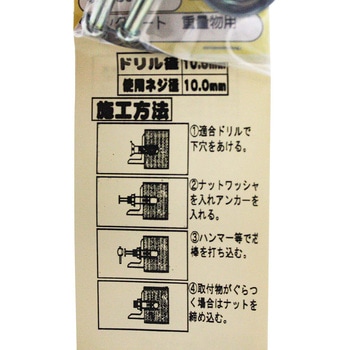 ート 重量物用
ドリル径 10.0mm
使用ネジ径 10.0mm
施工方法
①適合ドリルで
下穴をあける。
②ナットワッシャ
を入れアンカーを
入れる。
③ハンマー等で芯
棒を打ち込む。
④取付物がぐらつ
く場合はナットを
締め込む。